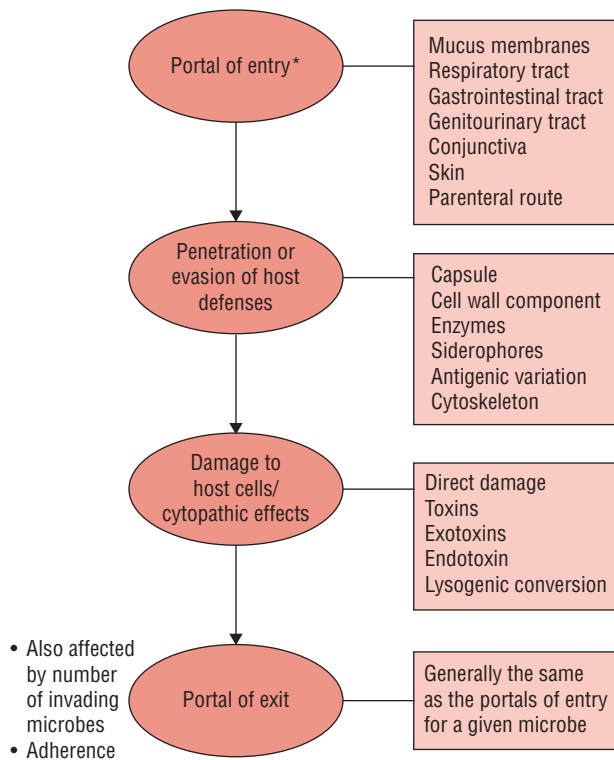 Portal of entry*
Mucus membranes
Respiratory tract
Gastrointestinal tract
Genitourinary tract
Conjunctiva
Skin
Parenteral route
Penetration or
evasion of host
defenses
Capsule
Cell wall component
Enzymes
Siderophores
Antigenic variation
Cytoskeleton
Damage to
host cells/
cytopathic effects
Direct damage
Toxins
Exotoxins
Endotoxin
Lysogenic conversion
• Also affected
by number
of invading
microbes
• Adherence
Portal of exit
Generally the same
as the portals of entry
for a given microbe